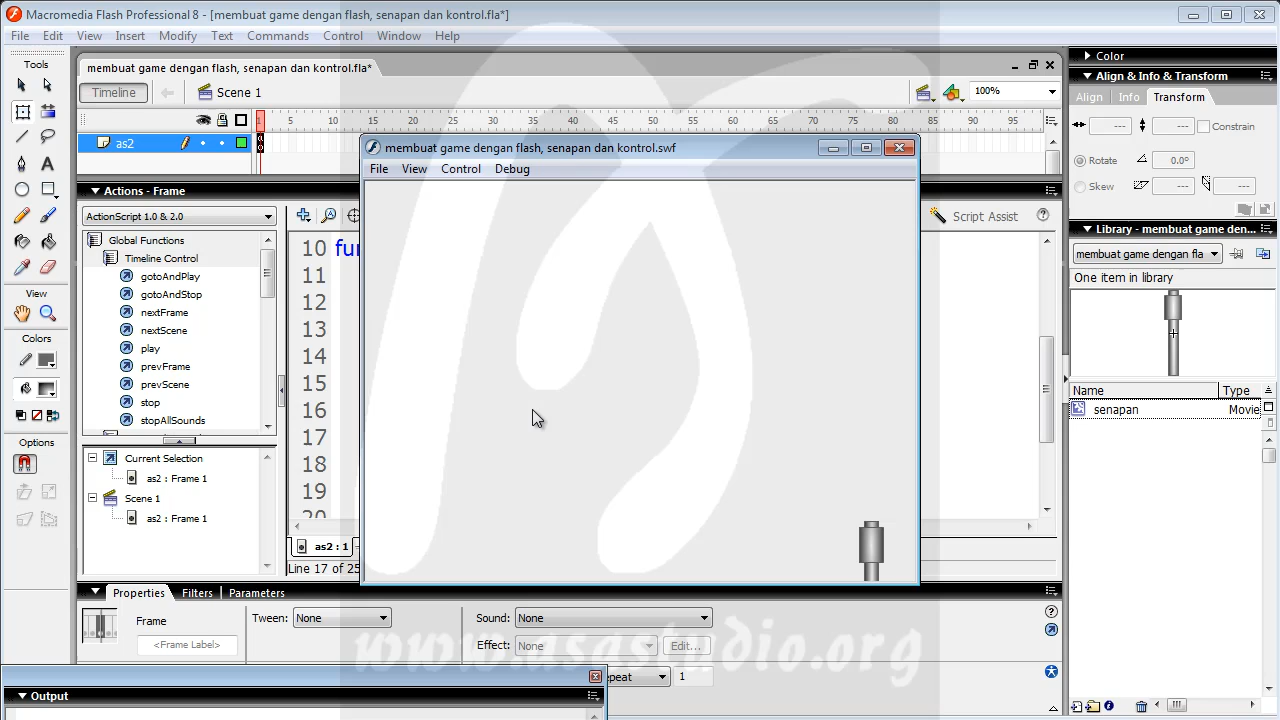 Macromedia Flash Professional 8 - [membuat game dengan flash, senapan dan kontrol.fla*]
File Edit View Insert Modify Text Commands Control Window Help
Tools
View
Colors
Options
membuat game dengan flash, senapan dan kontrol.fla*
Timeline
Scene 1
100%
1 5 10 15 20 25 30 35 40 45 50 55 60 65 70 75 80 85 90 95
as2
Actions - Frame
ActionScript 1.0 & 2.0
Global Functions
Timeline Control
gotoAndPlay
gotoAndStop
nextFrame
nextScene
play
prevFrame
prevScene
stop
stopAllSounds
Current Selection
as2 : Frame 1
Scene 1
as2 : Frame 1
Script Assist
10
11
12
13
14
15
16
17
18
19
20
as2 : 1
Line 17 of 25
membuat game dengan flash, senapan dan kontrol.swf
File View Control Debug
Properties Filters Parameters
Frame
<Frame Label>
Tween: None
Sound: None
Effect: None
Edit...
1
www.asastudio.org
Output
Color
Align & Info & Transform
Align Info Transform
--- --- Constrain
Rotate 0.0°
Skew --- ---
Library - membuat game den...
membuat game dengan fla
One item in library
Name Type
senapan Movie